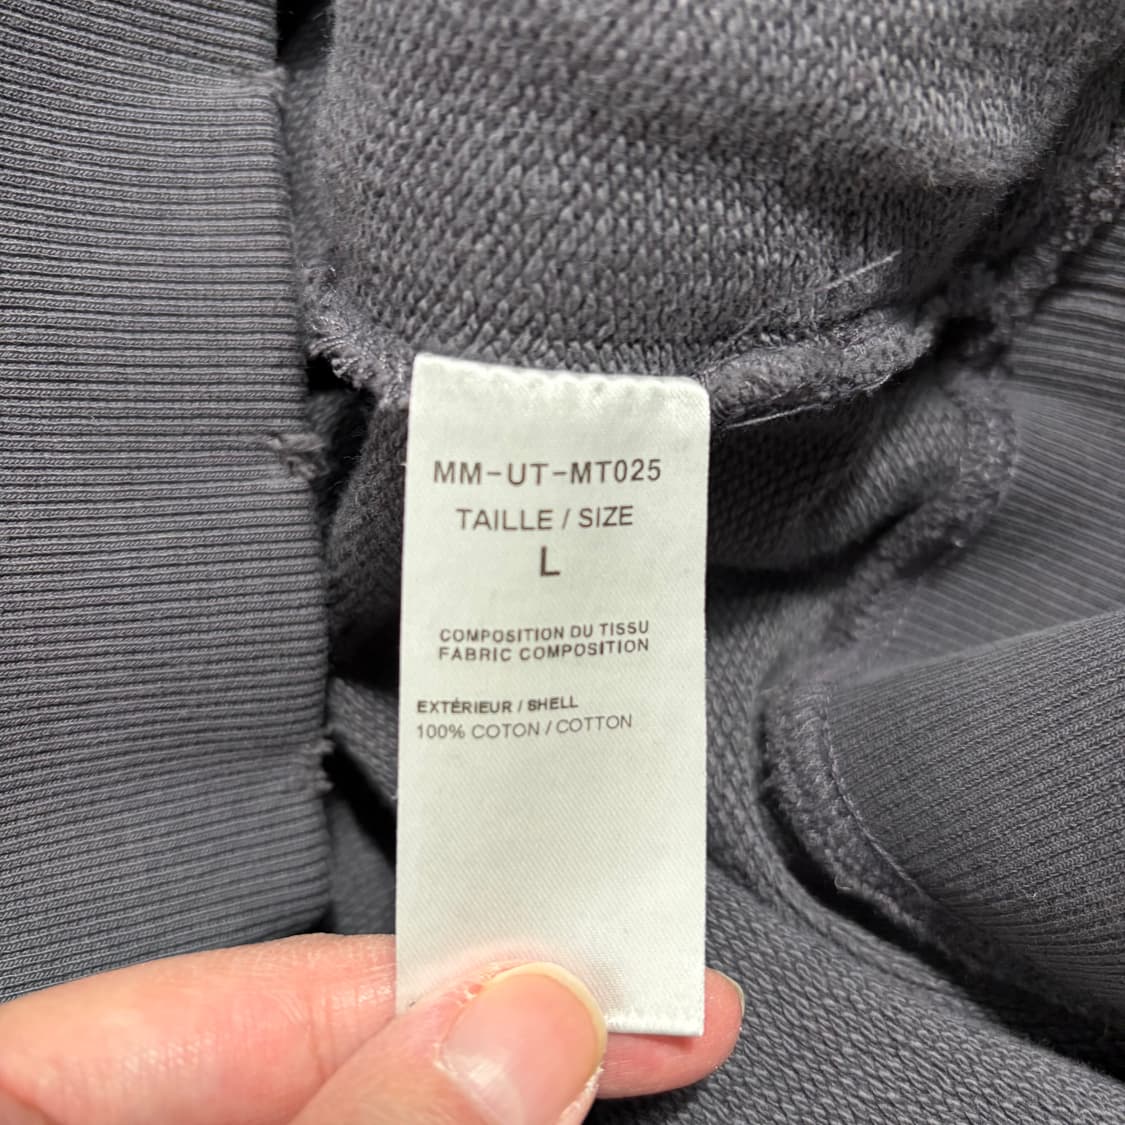 MM-UT-MT025
TAILLE / SIZE
L
COMPOSITION DU TISSU
FABRIC COMPOSITION
EXTÉRIEUR / SHELL
100% COTON / COTTON